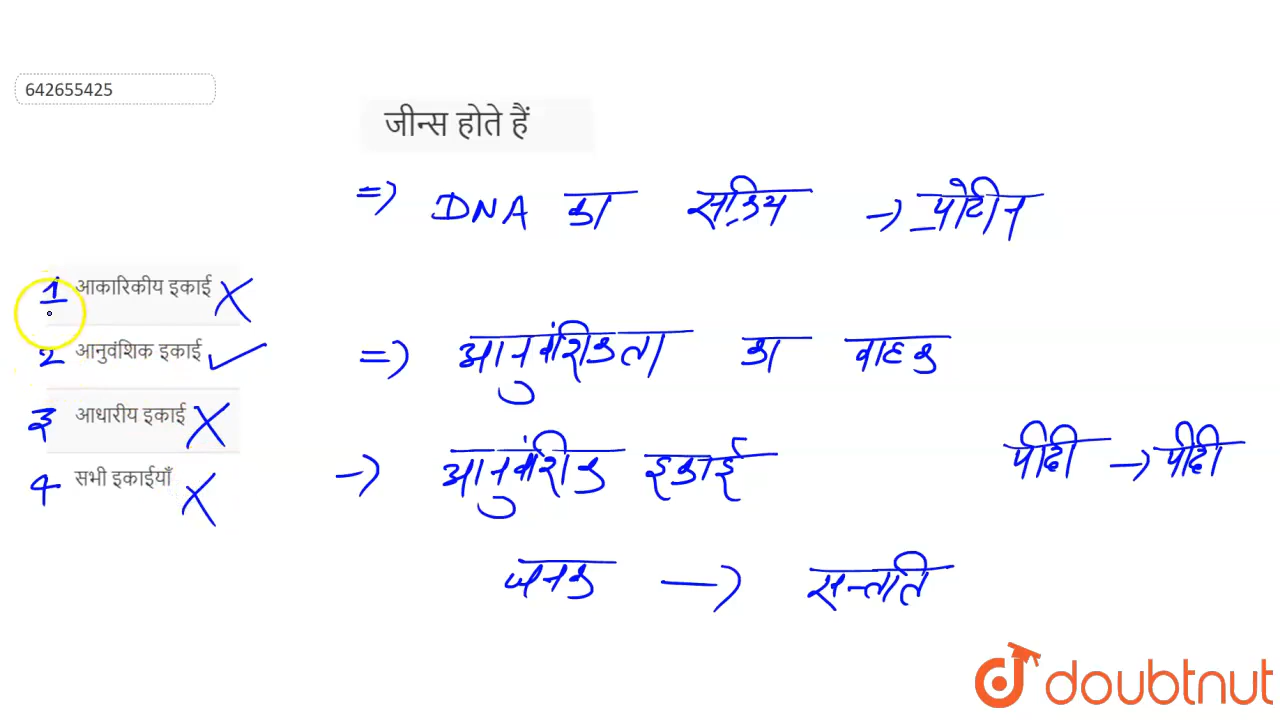 642655425
जीन्स होते हैं
=> DNA का सक्रिय -> प्रोटीन
1 आकारिकीय इकाई X
2 आनुवंशिक इकाई ✓
=> आनुवांशिकता का वाहक
3 आधारीय इकाई X
-> आनुवांशिक इकाई
पीढी -> पीढी
4 सभी इकाईयाँ X
जनक -> सन्तति
doubtnut